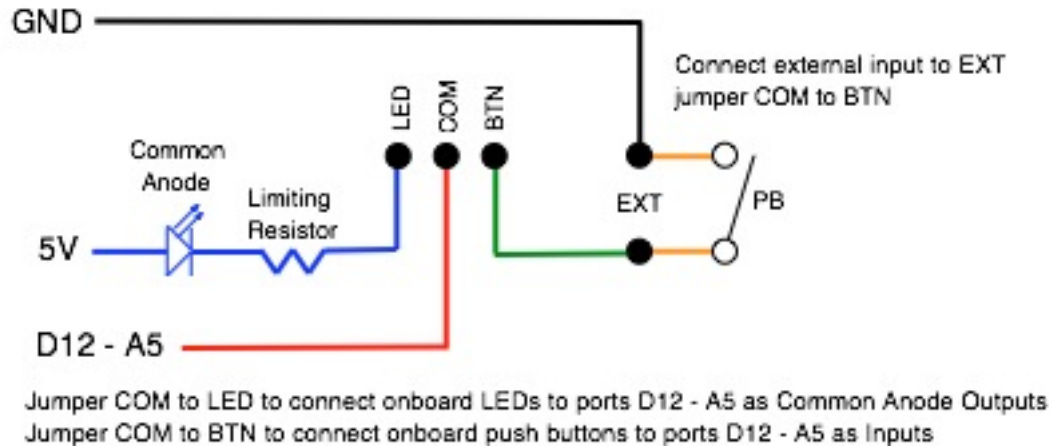 GND
Connect external input to EXT
jumper COM to BTN
LED
COM
BTN
Common
Anode
Limiting
Resistor
EXT
PB
5V
D12 - A5
Jumper COM to LED to connect onboard LEDs to ports D12 - A5 as Common Anode Outputs
Jumper COM to BTN to connect onboard push buttons to ports D12 - A5 as Inputs